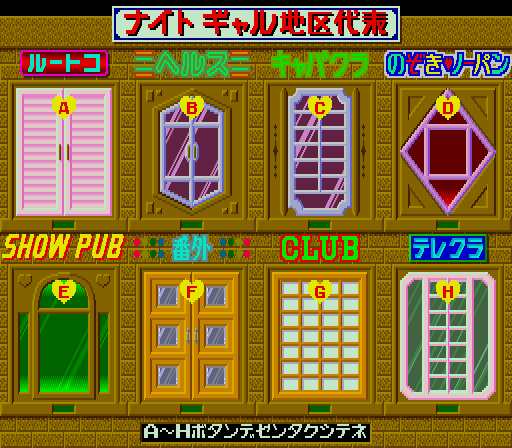 ナイト ギャル地区代表
ルートコ
ヘルス
キャバクラ
のぞき♥ノーパン
A
B
C
D
SHOW PUB
番外
CLUB
テレクラ
E
F
G
H
A～Hボタンデセンタクシテネ